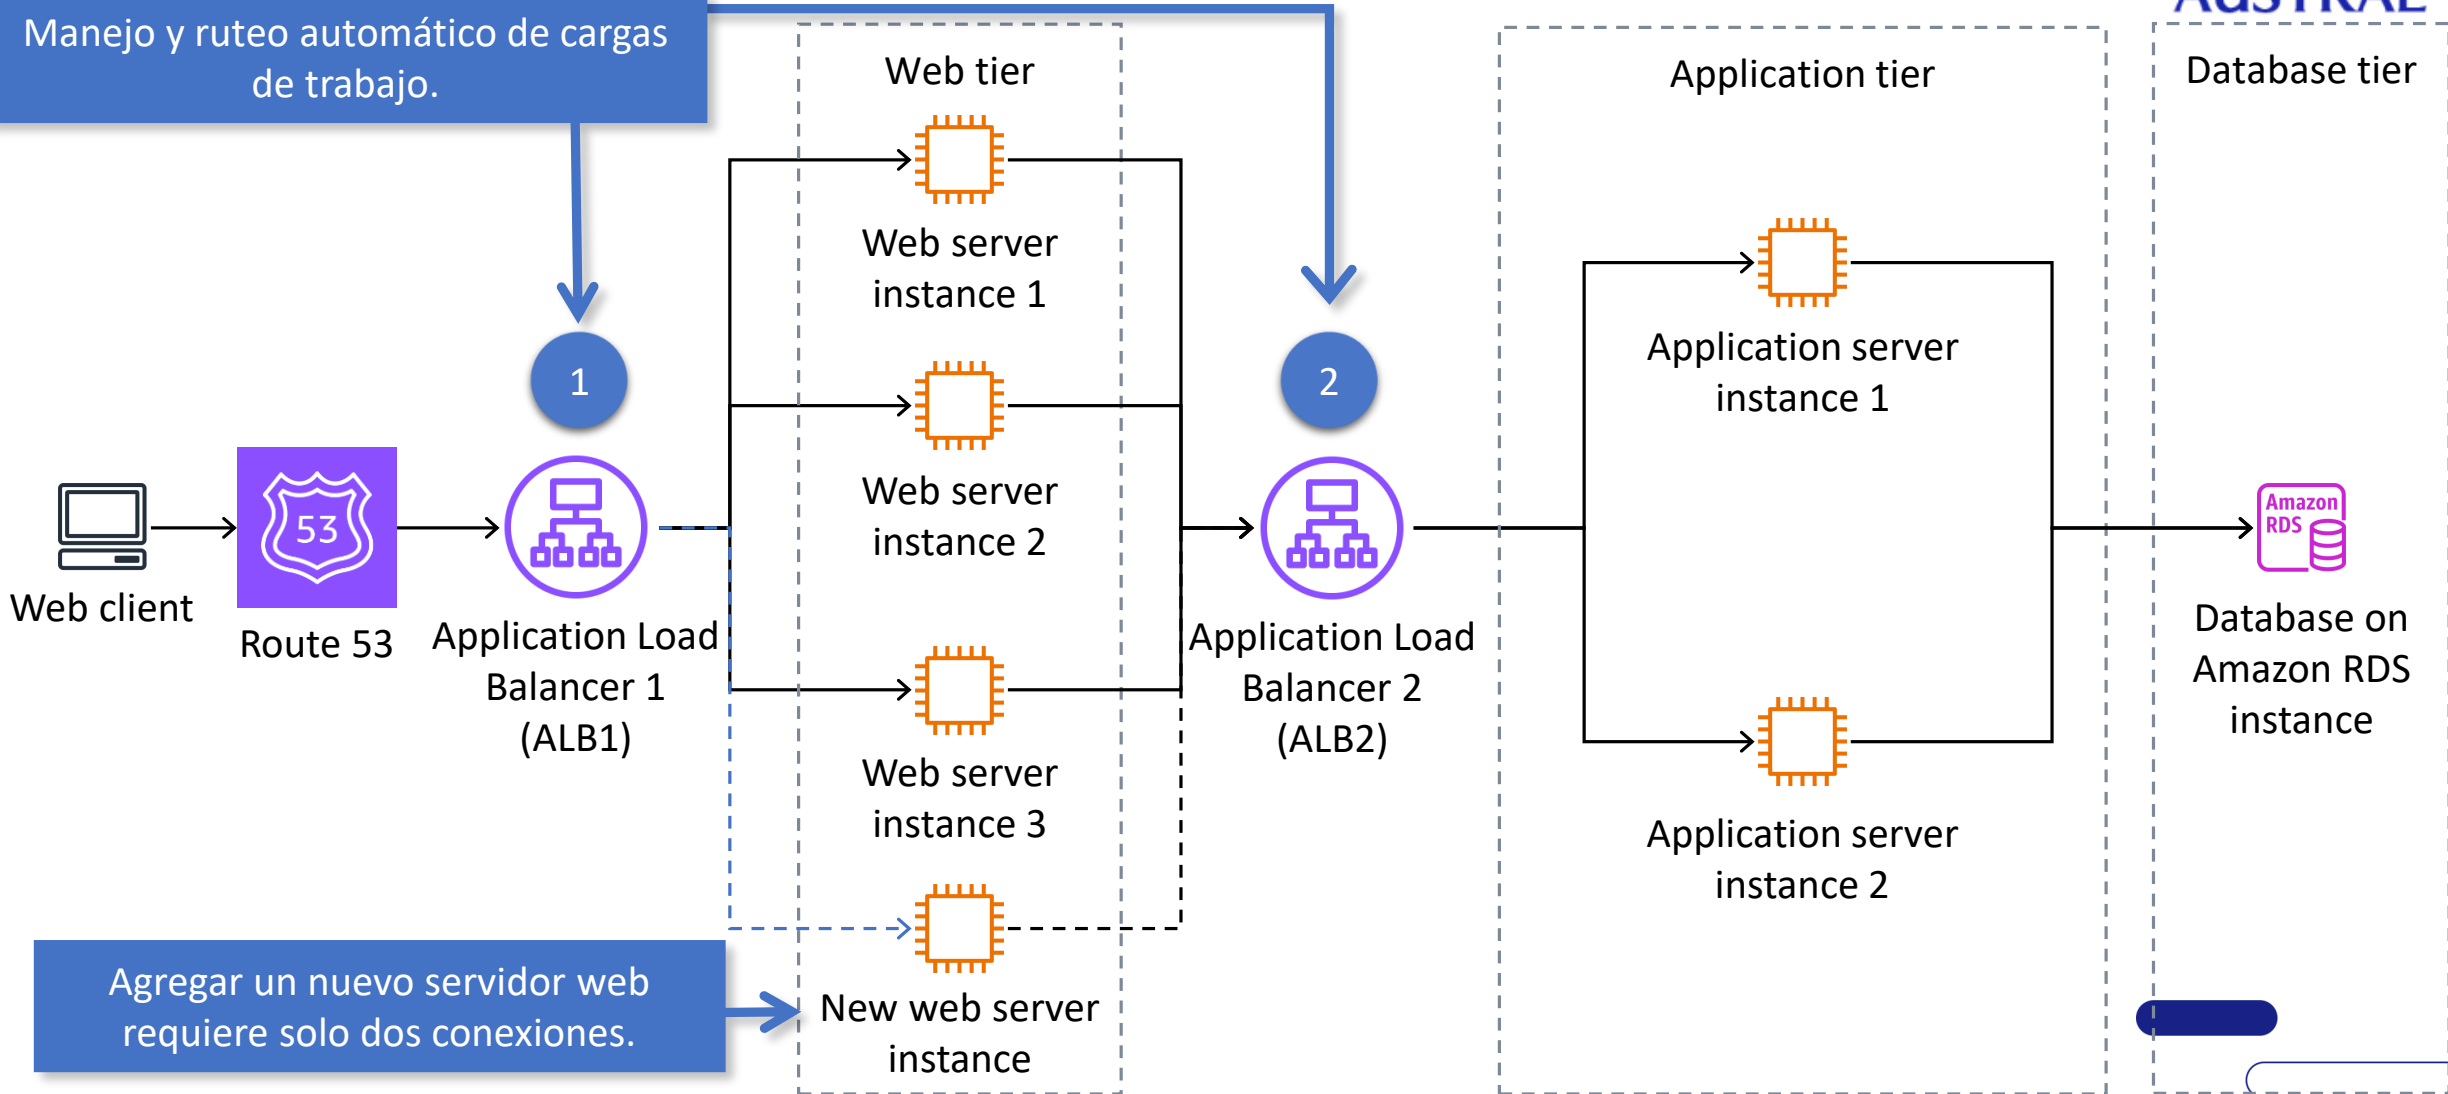 AUSTRAL
Manejo y ruteo automático de cargas
de trabajo.
Web tier
Application tier
Database tier
Web server
instance 1
1
2
Application server
instance 1
Web server
instance 2
53
Amazon
RDS
Web client
Route 53
Application Load
Balancer 1
(ALB1)
Application Load
Balancer 2
(ALB2)
Database on
Amazon RDS
instance
Web server
instance 3
Application server
instance 2
Agregar un nuevo servidor web
requiere solo dos conexiones.
New web server
instance